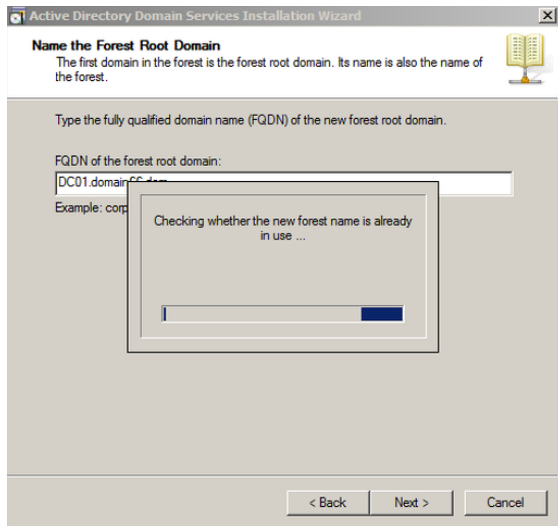 Active Directory Domain Services Installation Wizard
Name the Forest Root Domain
The first domain in the forest is the forest root domain. Its name is also the name of
the forest.
Type the fully qualified domain name (FQDN) of the new forest root domain.
FQDN of the forest root domain:
Example: corp
Checking whether the new forest name is already
in use ...
< Back
Next >
Cancel